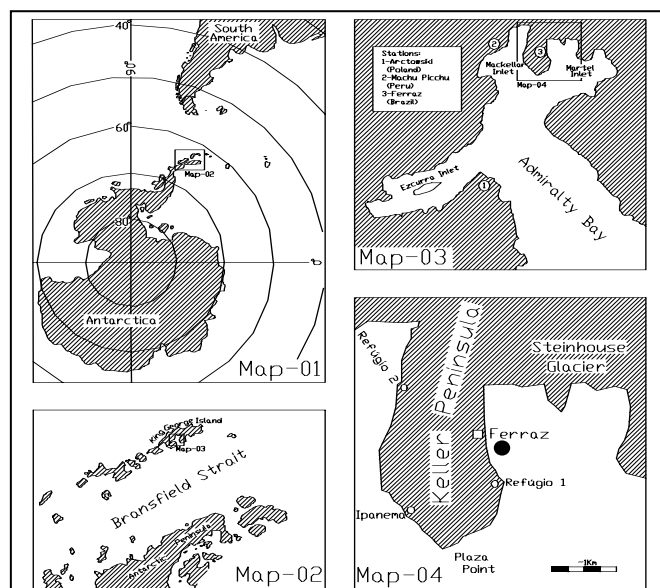 40
South
America
90
60
Map-02
80
Antarctica
Map-01
Stations:
1-Arctowski
(Poland)
2-Machu Picchu
(Peru)
3-Ferraz
(Brazil)
2
3
Mackellar
Inlet
Martel
Inlet
Map-04
Ezcurra Inlet
1
Admiralty Bay
Map-03
King George Island
Map-03
Bransfield Strait
Antarctic Peninsula
Map-02
Refúgio 2
Keller Península
Steinhouse
Glacier
Ferraz
Refúgio 1
Ipanema
Plaza
Point
1Km
Map-04